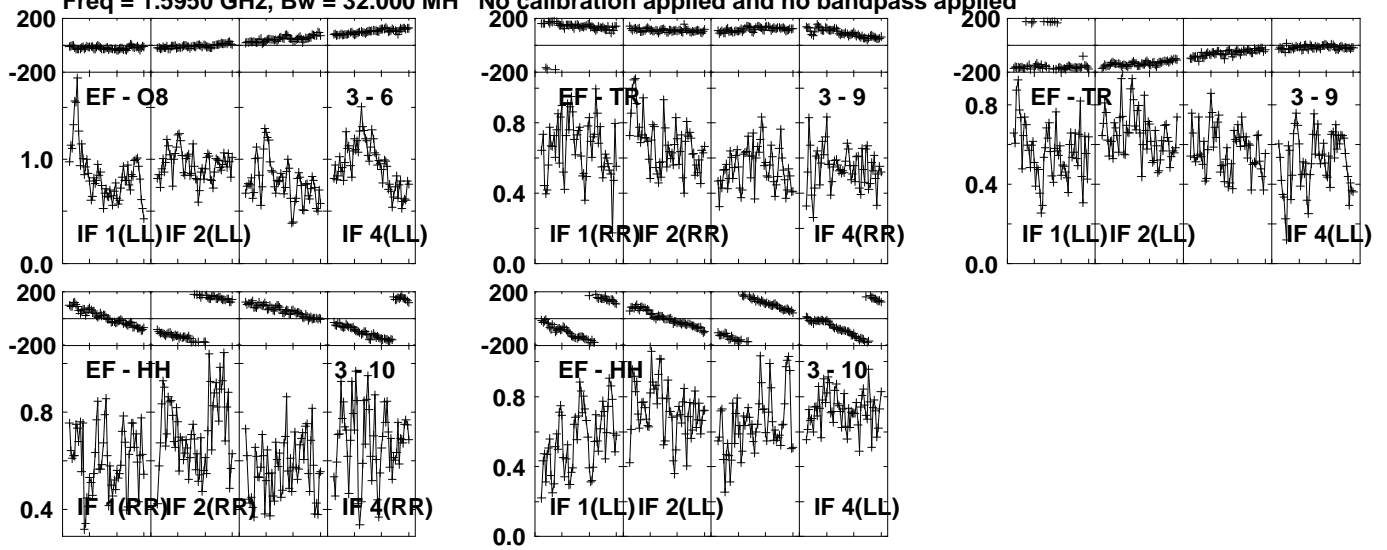 Freq = 1.5950 GHz, Bw = 32.000 MH No calibration applied and no bandpass applied
200
-200
EF - O8 3 - 6
1.0
IF 1(LL) IF 2(LL) IF 4(LL)
0.0
200
-200
EF - TR 3 - 9
0.8
0.4
IF 1(RR) IF 2(RR) IF 4(RR)
0.0
200
-200
EF - TR 3 - 9
0.8
0.4
IF 1(LL) IF 2(LL) IF 4(LL)
0.0
200
-200
EF - HH 3 - 10
0.8
0.4
IF 1(RR) IF 2(RR) IF 4(RR)
200
-200
EF - HH 3 - 10
0.8
0.4
IF 1(LL) IF 2(LL) IF 4(LL)
0.0